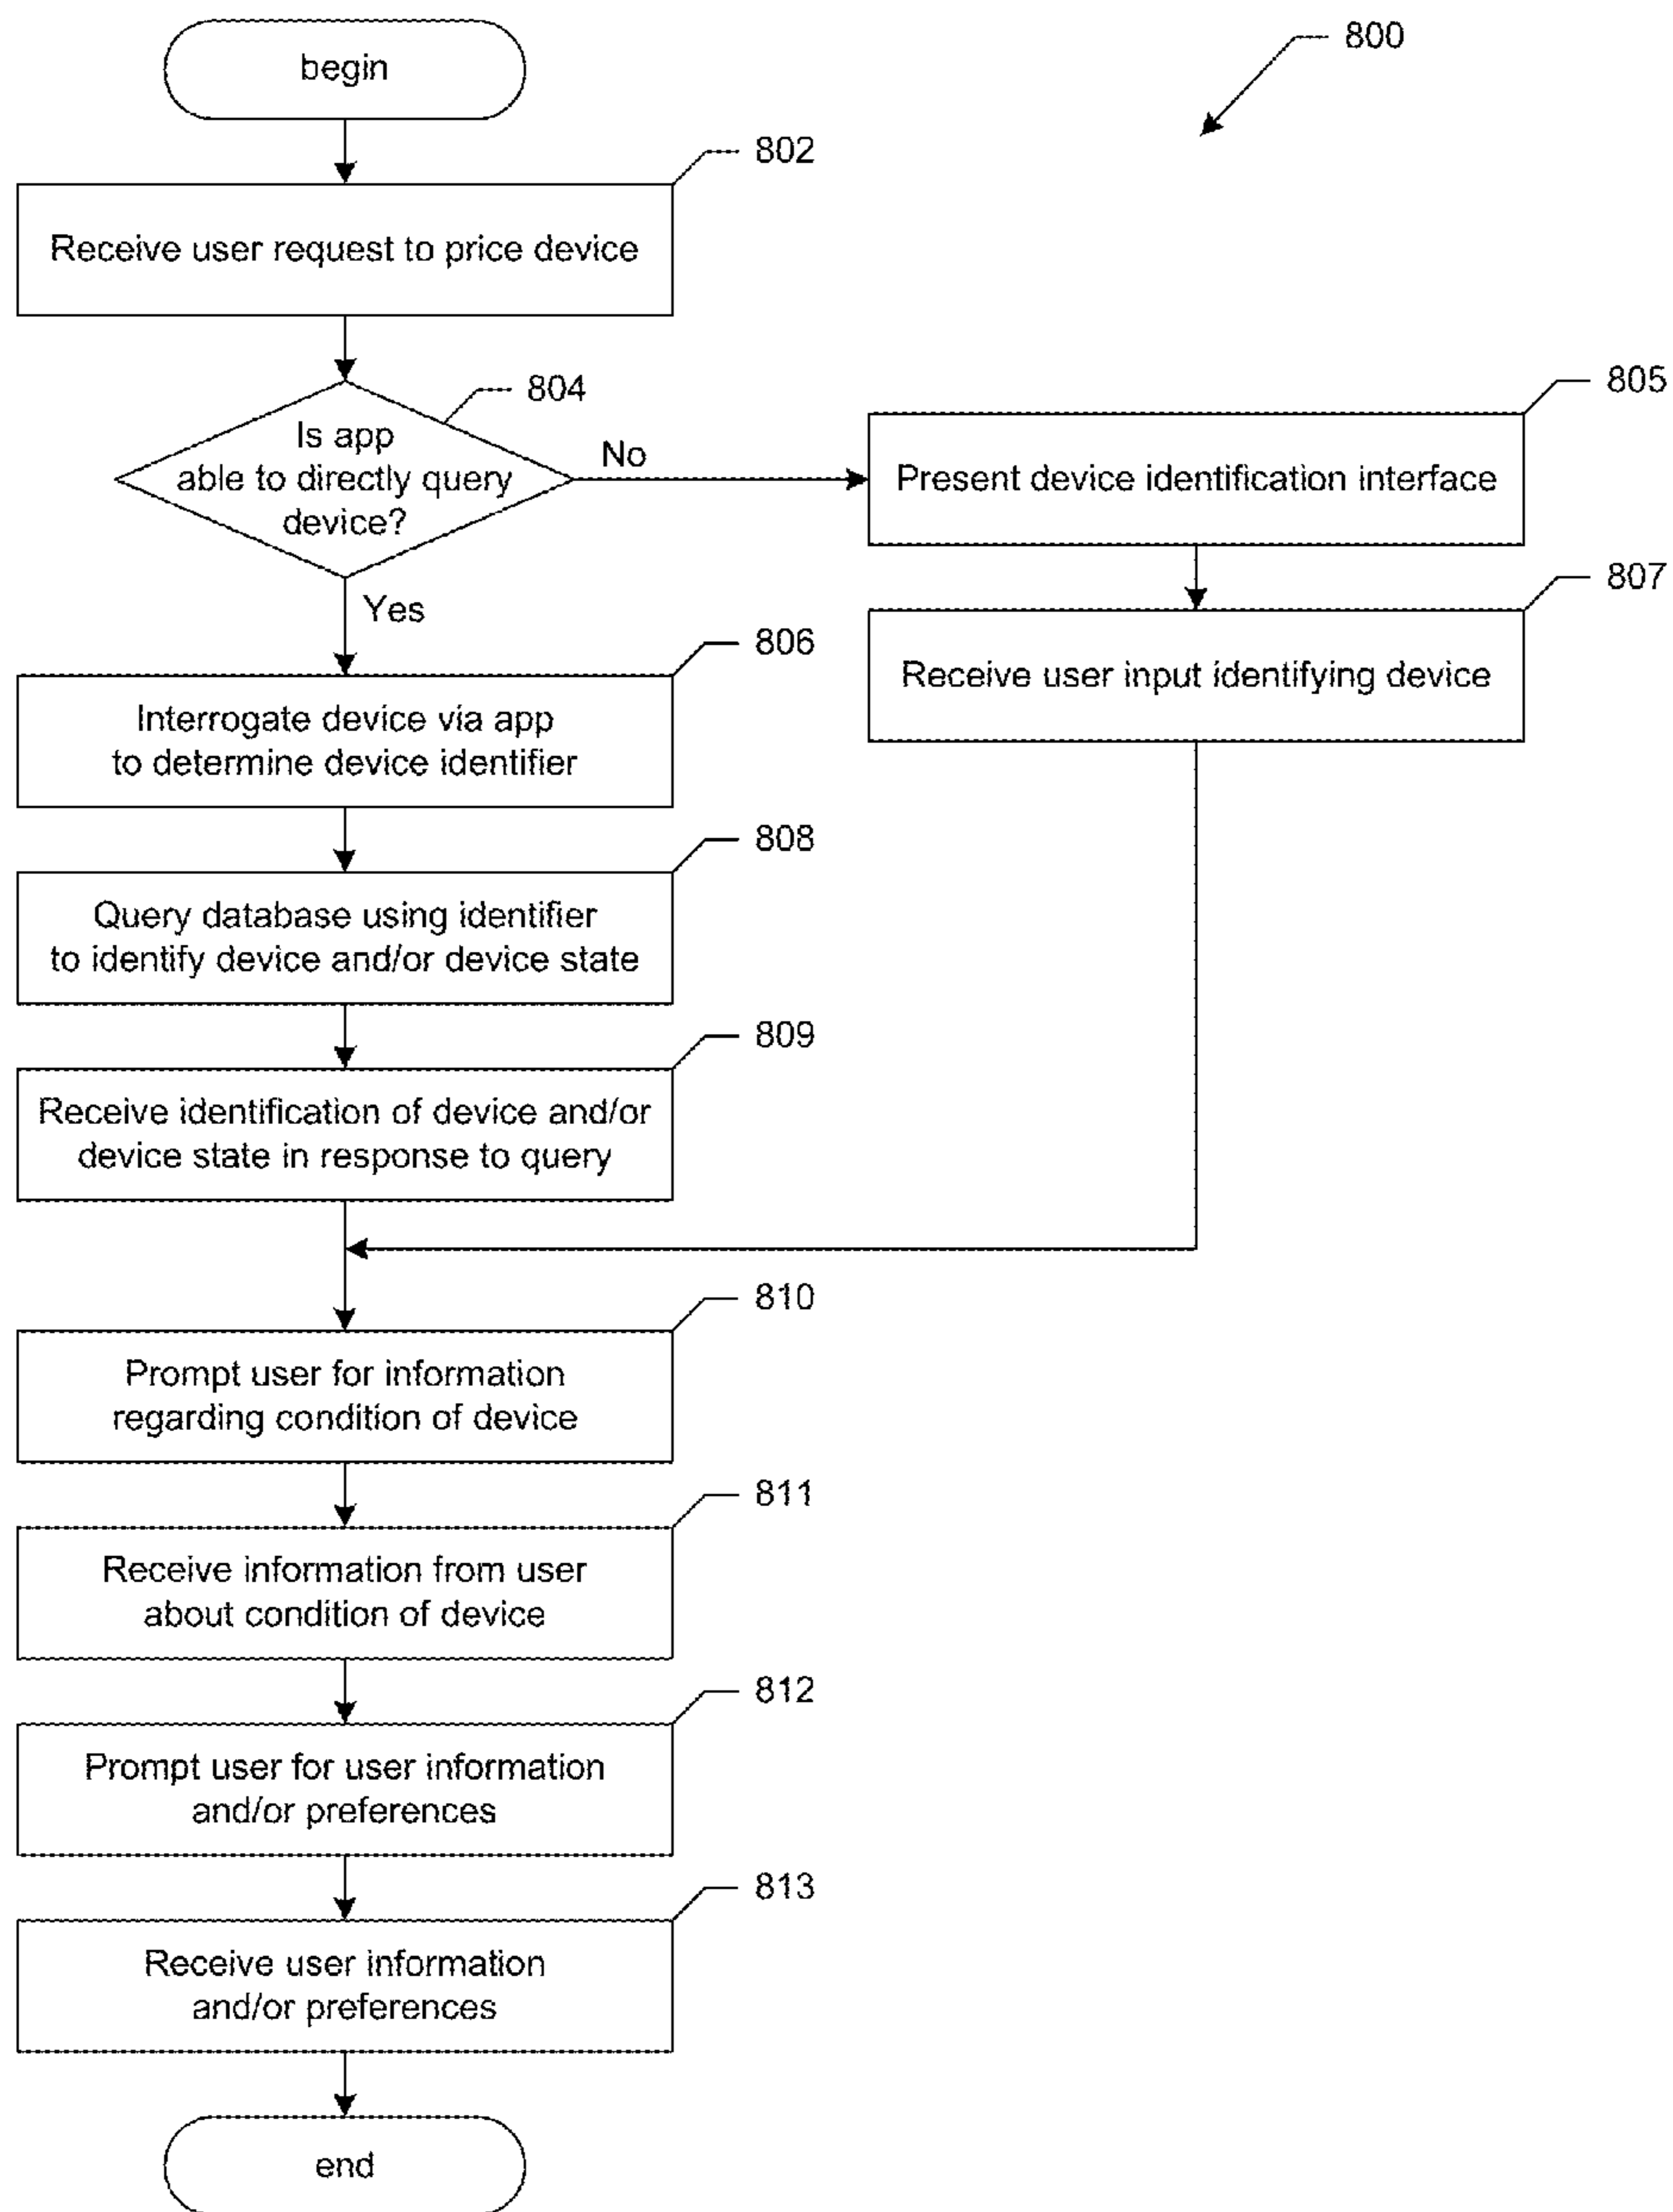 begin
800
802
Receive user request to price device
804
Is app
able to directly query
device?
No
805
Present device identification interface
807
Receive user input identifying device
Yes
806
Interrogate device via app
to determine device identifier
808
Query database using identifier
to identify device and/or device state
809
Receive identification of device and/or
device state in response to query
810
Prompt user for information
regarding condition of device
811
Receive information from user
about condition of device
812
Prompt user for user information
and/or preferences
813
Receive user information
and/or preferences
end